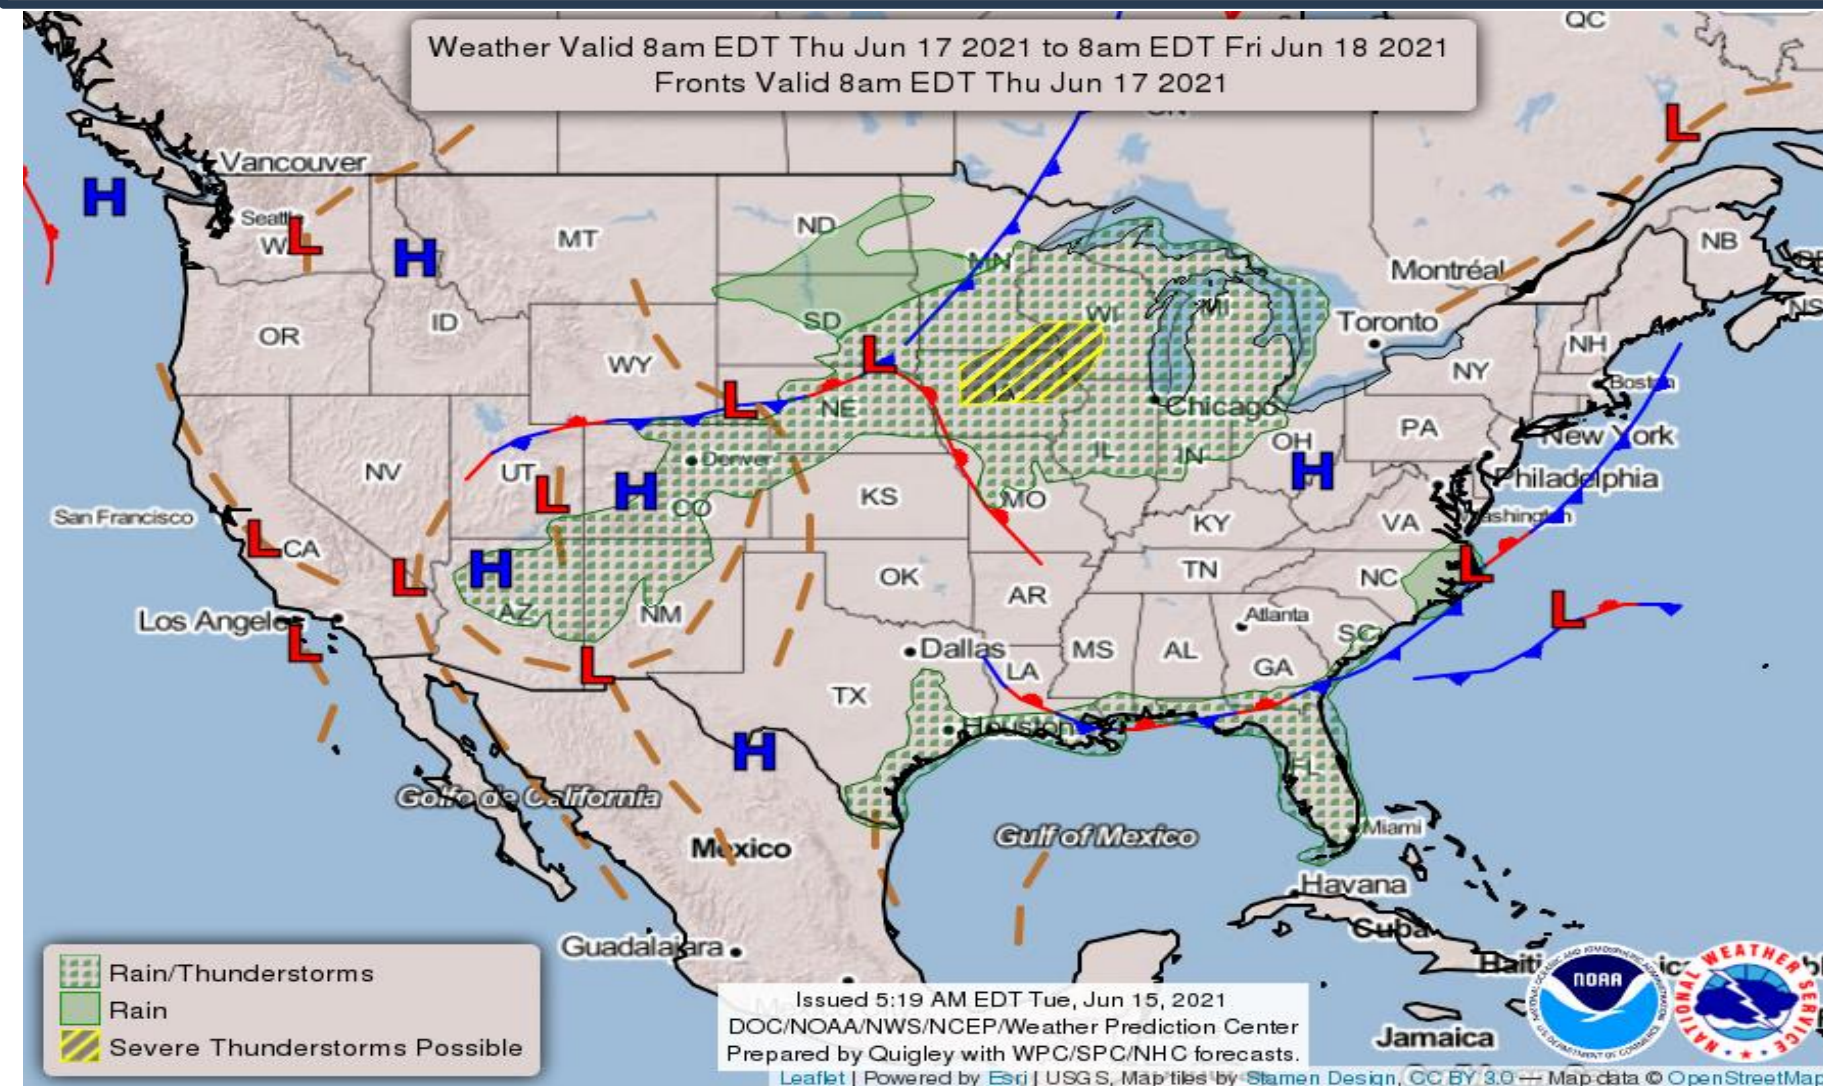 Weather Valid 8am EDT Thu Jun 17 2021 to 8am EDT Fri Jun 18 2021
Fronts Valid 8am EDT Thu Jun 17 2021
QC
L
Vancouver
H
Seattle
L
H
MT
ND
MN
NB
Montréal
NS
OR
ID
SD
WI
MI
Toronto
NH
WY
L
NY
Boston
L
NE
Chicago
PA
New York
NV
UT
Denver
IL
IN
OH
H
Philadelphia
L
H
CO
KS
MO
San Francisco
KY
VA
Washington
L
CA
L
H
OK
AR
TN
NC
L
AZ
NM
Atlanta
L
Los Angeles
L
L
Dallas
LA
MS
AL
GA
SC
TX
H
Houston
FL
Golfo de California
Mexico
Gulf of Mexico
Miami
Havana
Cuba
Guadalajara
Haiti
Jamaica
Rain/Thunderstorms
Rain
Severe Thunderstorms Possible
Issued 5:19 AM EDT Tue, Jun 15, 2021
DOC/NOAA/NWS/NCEP/Weather Prediction Center
Prepared by Quigley with WPC/SPC/NHC forecasts.
NOAA
NATIONAL WEATHER SERVICE
Leaflet | Powered by Esri | USGS, Map tiles by Stamen Design, CC BY 3.0 — Map data © OpenStreetMap